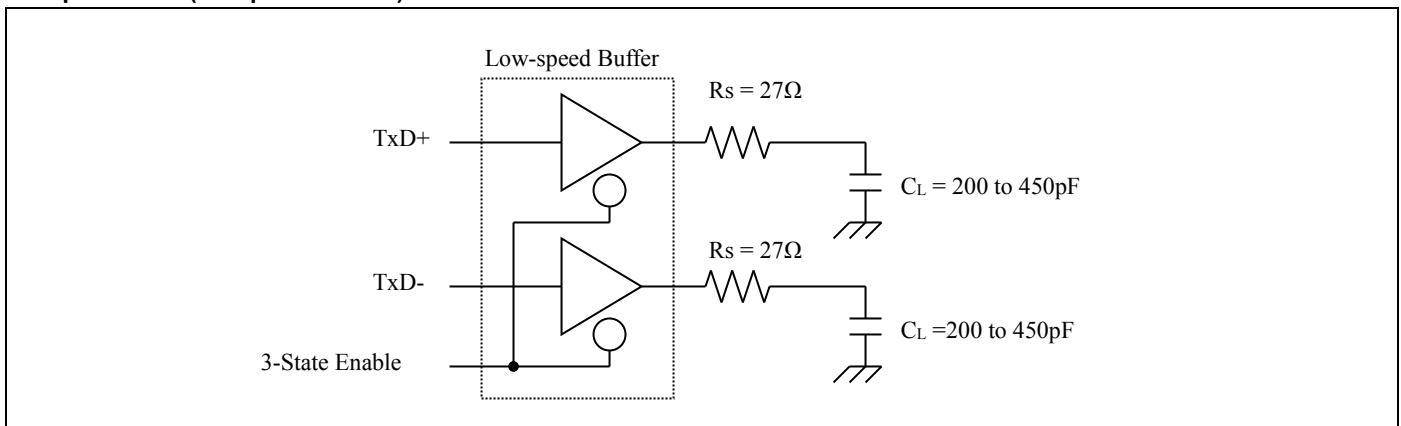 Low-speed Buffer
Rs = 27Ω
TxD+
CL = 200 to 450pF
Rs = 27Ω
TxD-
CL =200 to 450pF
3-State Enable